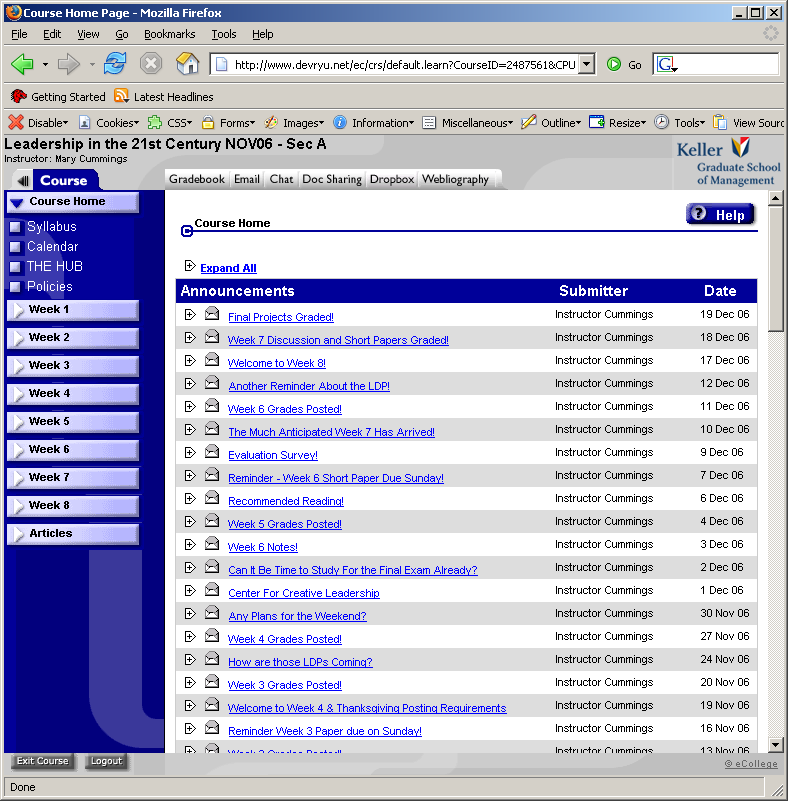 Course Home Page - Mozilla Firefox
File Edit View Go Bookmarks Tools Help
http://www.devryu.net/ec/crs/default.learn?CourseID=2487561&CPU Go G
Getting Started Latest Headlines
Disable Cookies CSS Forms Images Information Miscellaneous Outline Resize Tools View Sourc
Leadership in the 21st Century NOV06 - Sec A
Instructor: Mary Cummings
Keller
Graduate School
of Management
Course
Gradebook Email Chat Doc Sharing Dropbox Webliography
Course Home
Syllabus
Calendar
THE HUB
Policies
Week 1
Week 2
Week 3
Week 4
Week 5
Week 6
Week 7
Week 8
Articles
Course Home
? Help
Expand All
Announcements Submitter Date
Final Projects Graded! Instructor Cummings 19 Dec 06
Week 7 Discussion and Short Papers Graded! Instructor Cummings 18 Dec 06
Welcome to Week 8! Instructor Cummings 17 Dec 06
Another Reminder About the LDP! Instructor Cummings 12 Dec 06
Week 6 Grades Posted! Instructor Cummings 11 Dec 06
The Much Anticipated Week 7 Has Arrived! Instructor Cummings 10 Dec 06
Evaluation Survey! Instructor Cummings 9 Dec 06
Reminder - Week 6 Short Paper Due Sunday! Instructor Cummings 7 Dec 06
Recommended Reading! Instructor Cummings 6 Dec 06
Week 5 Grades Posted! Instructor Cummings 4 Dec 06
Week 6 Notes! Instructor Cummings 3 Dec 06
Can It Be Time to Study For the Final Exam Already? Instructor Cummings 2 Dec 06
Center For Creative Leadership Instructor Cummings 1 Dec 06
Any Plans for the Weekend? Instructor Cummings 30 Nov 06
Week 4 Grades Posted! Instructor Cummings 27 Nov 06
How are those LDPs Coming? Instructor Cummings 24 Nov 06
Week 3 Grades Posted! Instructor Cummings 20 Nov 06
Welcome to Week 4 & Thanksgiving Posting Requirements Instructor Cummings 19 Nov 06
Reminder Week 3 Paper due on Sunday! Instructor Cummings 16 Nov 06
Instructor Cummings 13 Nov 06
Exit Course Logout
@ eCollege
Done